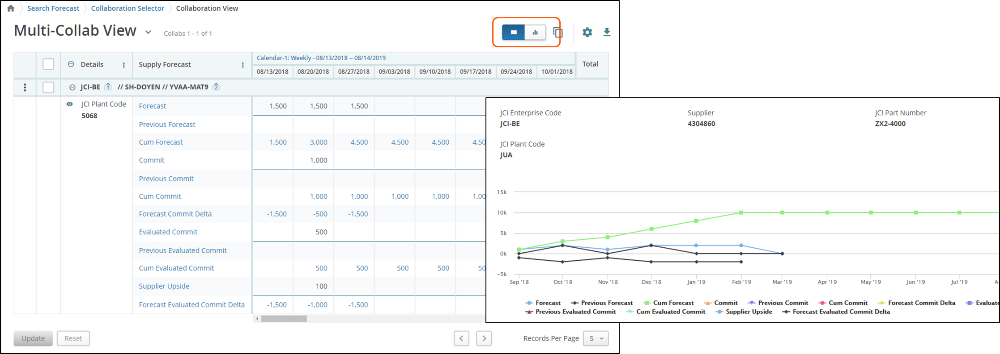 Search Forecast Collaboration Selector Collaboration View
Multi-Collab View Collabs 1 - 1 of 1
Details Supply Forecast Calendar-1: Weekly - 08/13/2018 -- 08/14/2019 Total
08/13/2018 08/20/2018 08/27/2018 09/03/2018 09/10/2018 09/17/2018 09/24/2018 10/01/2018
JCI-BE 1 // SH-DOYEN // YVAA-MAT9 2
JCI Plant Code
5068
Forecast 1,500 1,500 1,500
Previous Forecast
Cum Forecast 1,500 3,000 4,500 4,500 4,500 4,50
Commit 1,000
Previous Commit
Cum Commit 1,000 1,000 1,000 1,000 1,00
Forecast Commit Delta -1,500 -500 -1,500
Evaluated Commit 500
Previous Evaluated Commit
Cum Evaluated Commit 500 500 500 500 50
Supplier Upside 100
Forecast Evaluated Commit Delta -1,500 -1,000 -1,500
Update Reset Records Per Page 5
JCI Enterprise Code Supplier JCI Part Number
JCI-BE 4304860 ZX2-4000
JCI Plant Code
JUA
15k
10k
5k
0k
-5k
Sep '18 Oct '18 Nov '18 Dec '18 Jan '19 Feb '19 Mar '19 Apr '19 May '19 Jun '19 Jul '19 Au
Forecast Previous Forecast Cum Forecast Commit Previous Commit Cum Commit Forecast Commit Delta Evaluate
Previous Evaluated Commit Cum Evaluated Commit Supplier Upside Forecast Evaluated Commit Delta